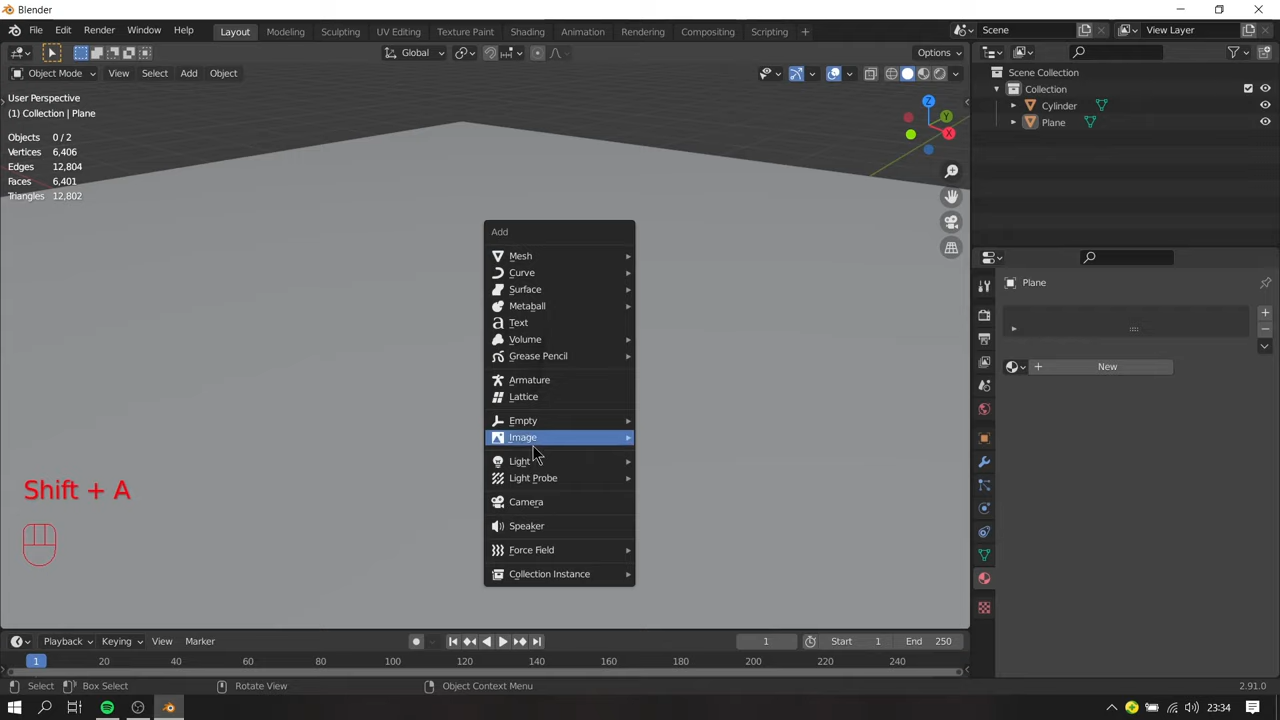 Blender
File Edit Render Window Help Layout Modeling Sculpting UV Editing Texture Paint Shading Animation Rendering Compositing Scripting + Scene View Layer
Global Options
Object Mode View Select Add Object
User Perspective
(1) Collection | Plane
Objects 0 / 2
Vertices 6,406
Edges 12,804
Faces 6,401
Triangles 12,802
Z
Y
X
Scene Collection
Collection
Cylinder
Plane
Add
Mesh
Curve
Surface
Metaball
Text
Volume
Grease Pencil
Armature
Lattice
Empty
Image
Light
Light Probe
Camera
Speaker
Force Field
Collection Instance
Plane
New
Shift + A
Playback Keying View Marker 1 Start 1 End 250
1 20 40 60 80 100 120 140 160 180 200 220 240
Select Box Select Rotate View Object Context Menu 2.91.0
23:34